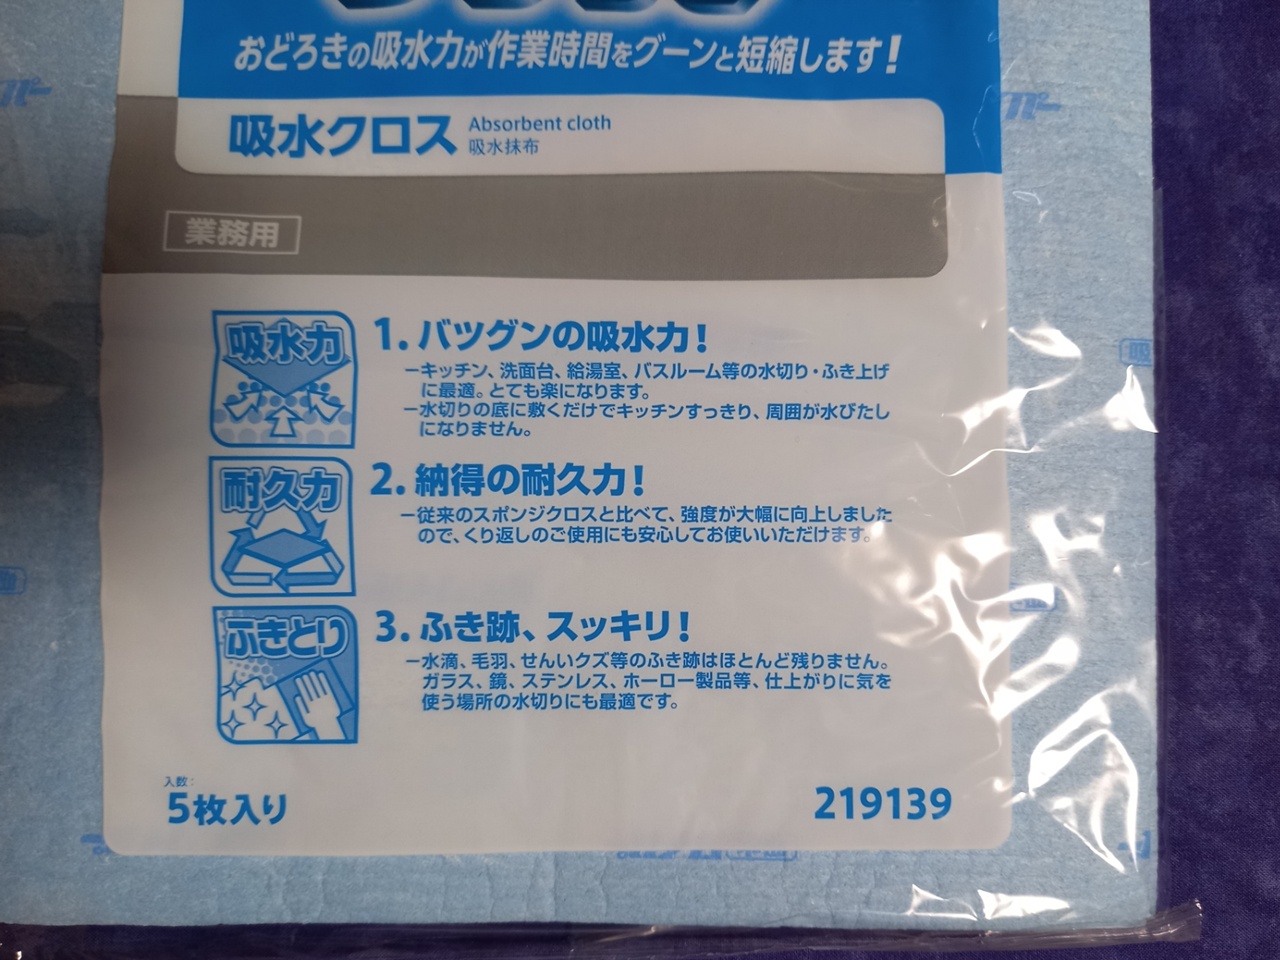 おどろきの吸水力が作業時間をグーンと短縮します!
吸水クロス
Absorbent cloth
吸水抹布
業務用
吸水力
1. バツグンの吸水力!
－キッチン、洗面台、給湯室、バスルーム等の水切り・ふき上げ
に最適。とても楽になります。
－水切りの底に敷くだけでキッチンすっきり、周囲が水びたし
になりません。
耐久力
2. 納得の耐久力!
－従来のスポンジクロスと比べて、強度が大幅に向上しました
ので、くり返しのご使用にも安心してお使いいただけます。
ふきとり
3. ふき跡、スッキリ!
－水滴、毛羽、せんいクズ等のふき跡はほとんど残りません。
ガラス、鏡、ステンレス、ホーロー製品等、仕上がりに気を
使う場所の水切りにも最適です。
入数:
5枚入り
219139